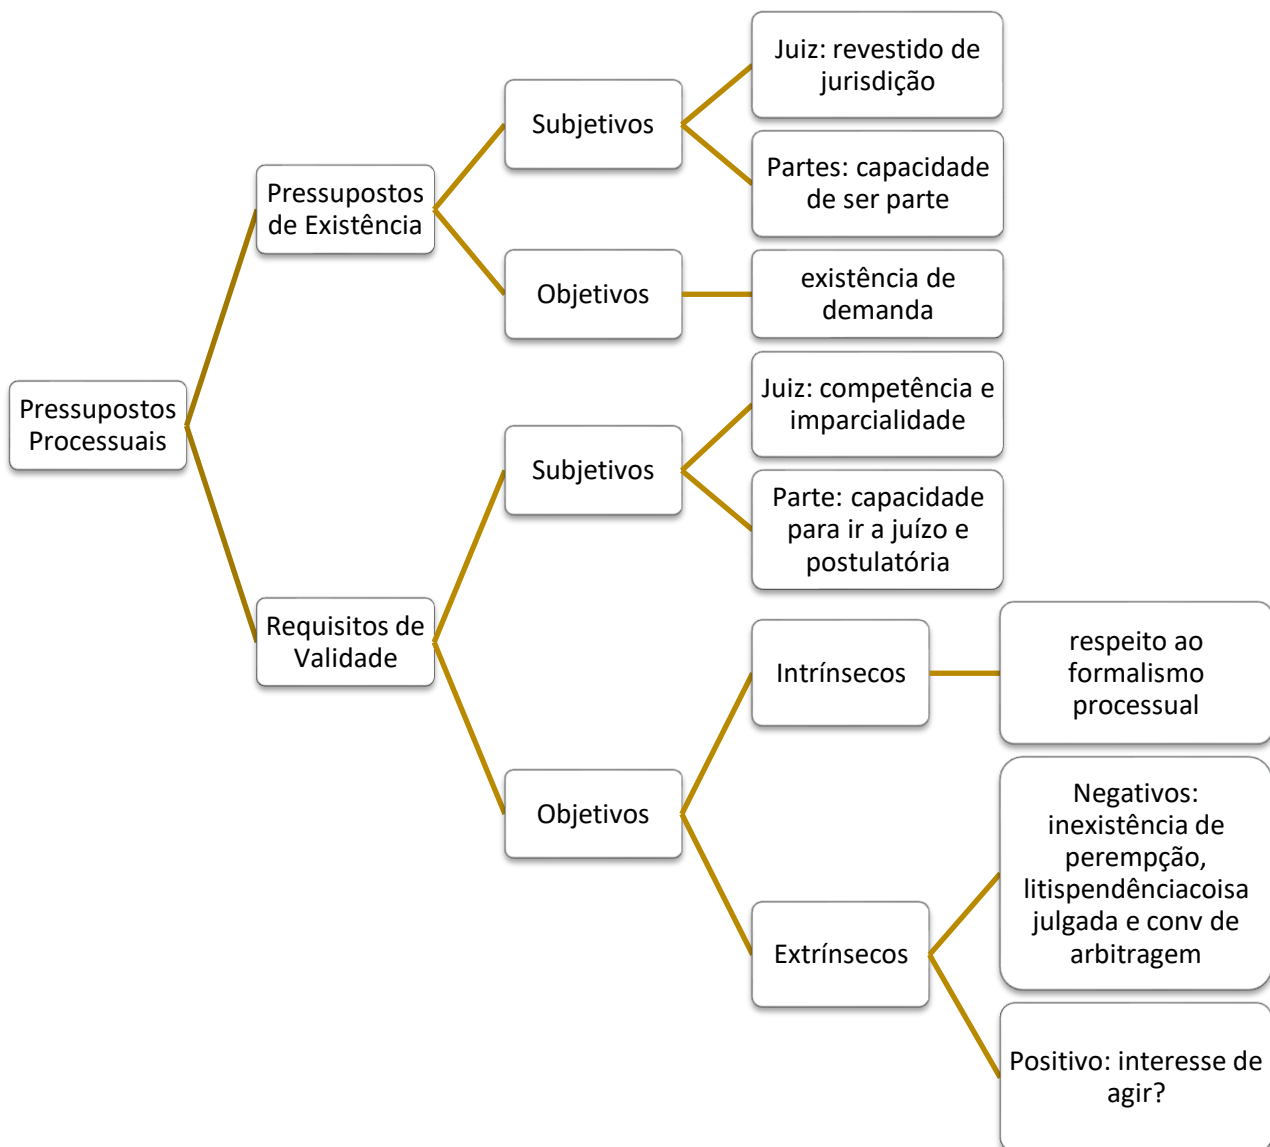 Pressupostos
Processuais
Pressupostos
de Existência
Subjetivos
Juiz: revestido de
jurisdição
Partes: capacidade
de ser parte
Objetivos
existência de
demanda
Requisitos de
Validade
Subjetivos
Juiz: competência e
imparcialidade
Parte: capacidade
para ir a juízo e
postulatória
Objetivos
Intrínsecos
respeito ao
formalismo
processual
Extrínsecos
Negativos:
inexistência de
perempção,
litispendênciacoisa
julgada e conv de
arbitragem
Positivo: interesse de
agir?